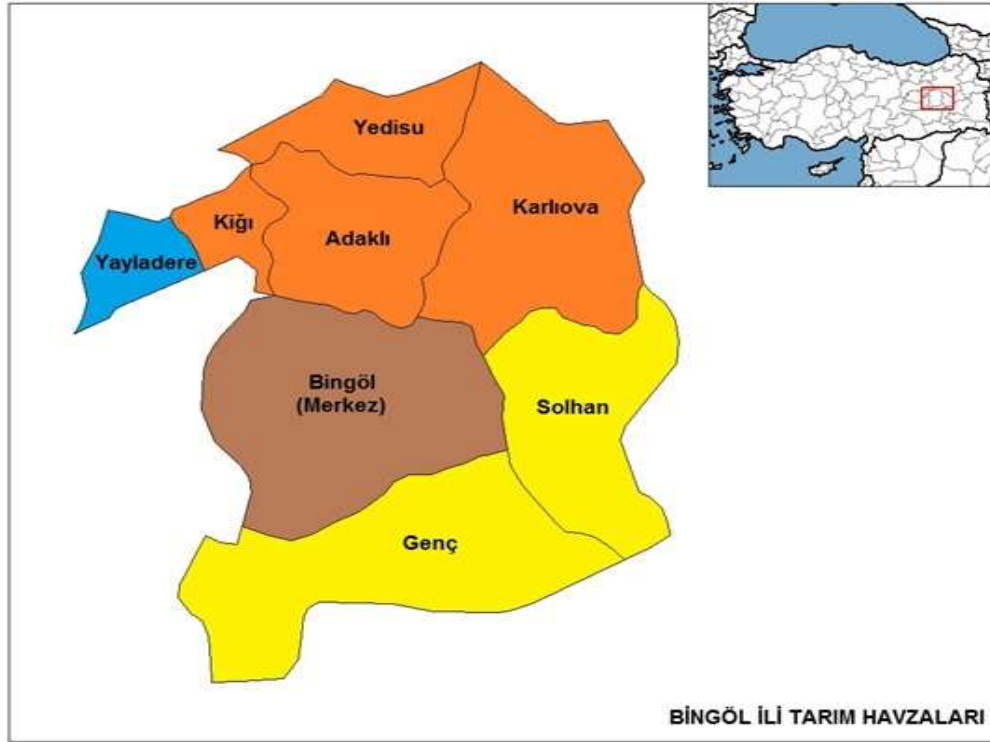 Yedisu
Karlıova
Kiğı
Adaklı
Yayladere
Bingöl
(Merkez)
Solhan
Genç
BİNGÖL İLİ TARIM HAVZALARI